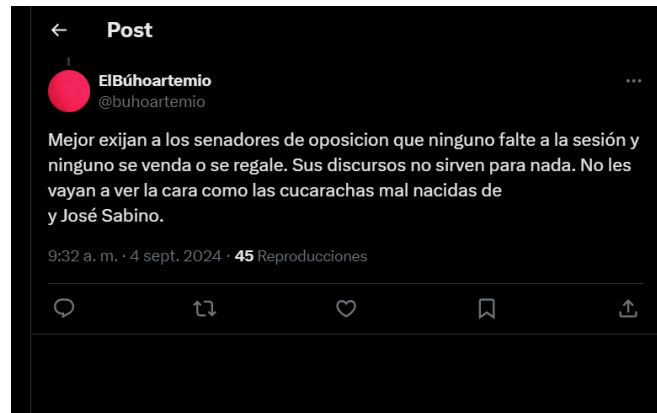 Post
ElBúhoartemio
@buhoartemio
Mejor exijan a los senadores de oposicion que ninguno falte a la sesión y
ninguno se venda o se regale. Sus discursos no sirven para nada. No les
vayan a ver la cara como las cucarachas mal nacidas de
y José Sabino.
9:32 a. m. · 4 sept. 2024 · 45 Reproducciones